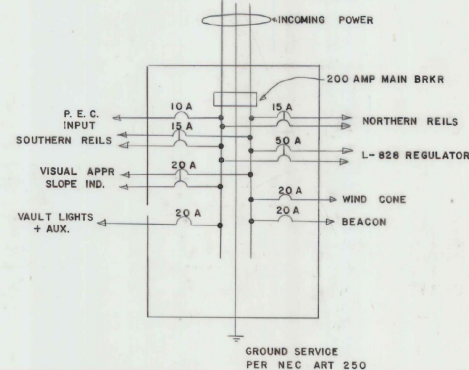 INCOMING POWER
200 AMP MAIN BRKR
10 A
15 A
P. E. C.
INPUT
NORTHERN REILS
15 A
SOUTHERN REILS
50 A
L-828 REGULATOR
20 A
VISUAL APPR
SLOPE IND.
20 A
WIND CONE
20 A
20 A
VAULT LIGHTS
+ AUX.
BEACON
GROUND SERVICE
PER NEC ART 250